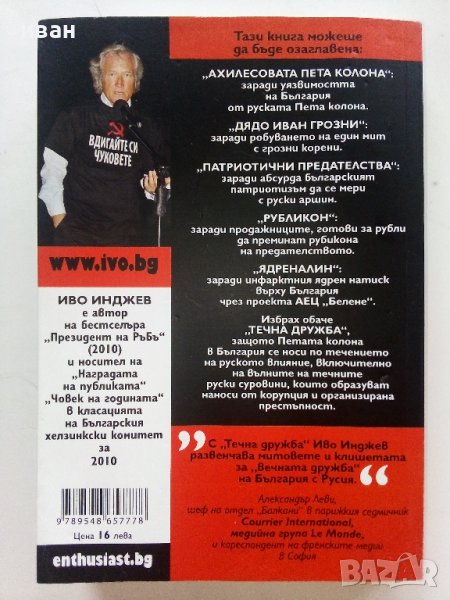 иван
ВДИГАЙТЕ СИ
ЧУКОВЕТЕ
www.ivo.bg
ИВО ИНДЖЕВ
е автор
на бестселъра
„Президент на РъБъ“
(2010)
и носител на
„Наградата
на публиката“
„Човек на годината“
в класацията
на Българския
хелзинкски комитет
за
2010
9 789548 657778
Цена 16 лева
enthusiast.bg
Тази книга можеше
да бъде озаглавена:
„АХИЛЕСОВАТА ПЕТА КОЛОНА“:
заради уязвимостта
на България
от руската Пета колона.
„ДЯДО ИВАН ГРОЗНИ“:
заради робуването на един мит
с грозни корени.
„ПАТРИОТИЧНИ ПРЕДАТЕЛСТВА“:
заради абсурда българският
патриотизъм да се мери
с руски аршин.
„РУБЛИКОН“:
заради продажниците, готови за рубли
да преминат рубикона
на предателството.
„ЯДРЕНАЛИН“:
заради инфарктния ядрен натиск
върху България
чрез проекта АЕЦ „Белене“.
Избрах обаче
„ТЕЧНА ДРУЖБА“,
защото Петата колона
в България се носи по течението
на руското влияние, включително
на вълните на течните
руски суровини, които образуват
наноси от корупция и организирана
престъпност.
„С „Течна дружба“ Иво Инджев
развенчава митовете и клишетата
за „вечната дружба“
на България с Русия.“
Александър Леви,
шеф на отдел „Балкани“ в парижкия седмичник
Courrier International,
медийна група Le Monde,
и кореспондент на френските медии
в София
BAZAR.bg